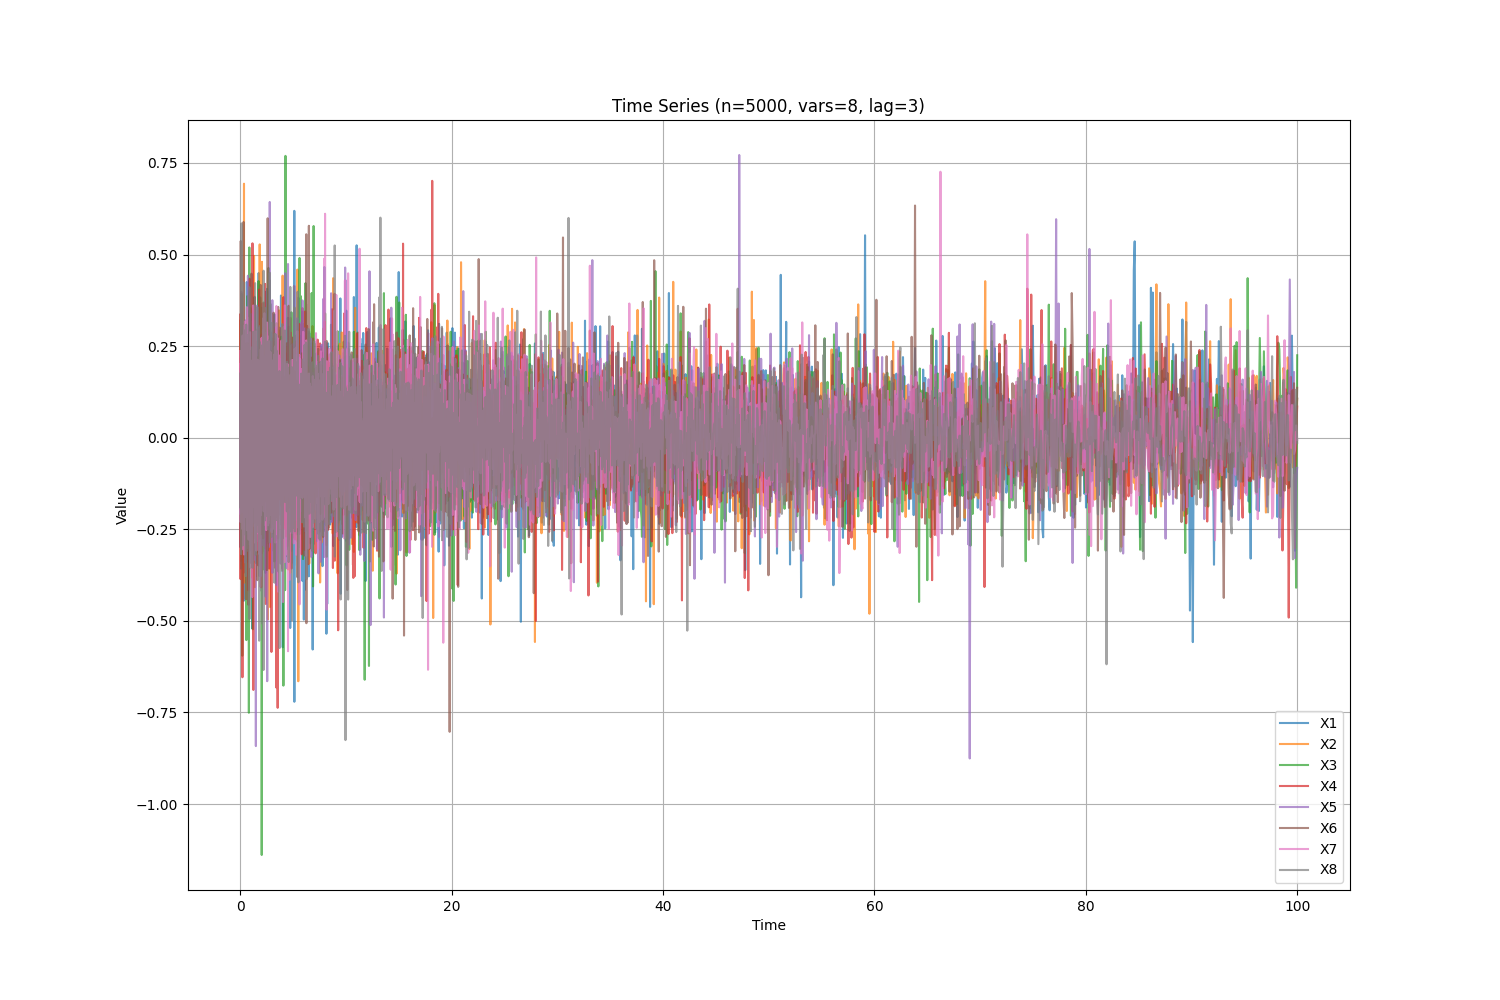 Time Series (n=5000, vars=8, lag=3)
0.75
0.50
0.25
0.00
−0.25
−0.50
−0.75
−1.00
Value
0 20 40 60 80 100
Time
X1
X2
X3
X4
X5
X6
X7
X8